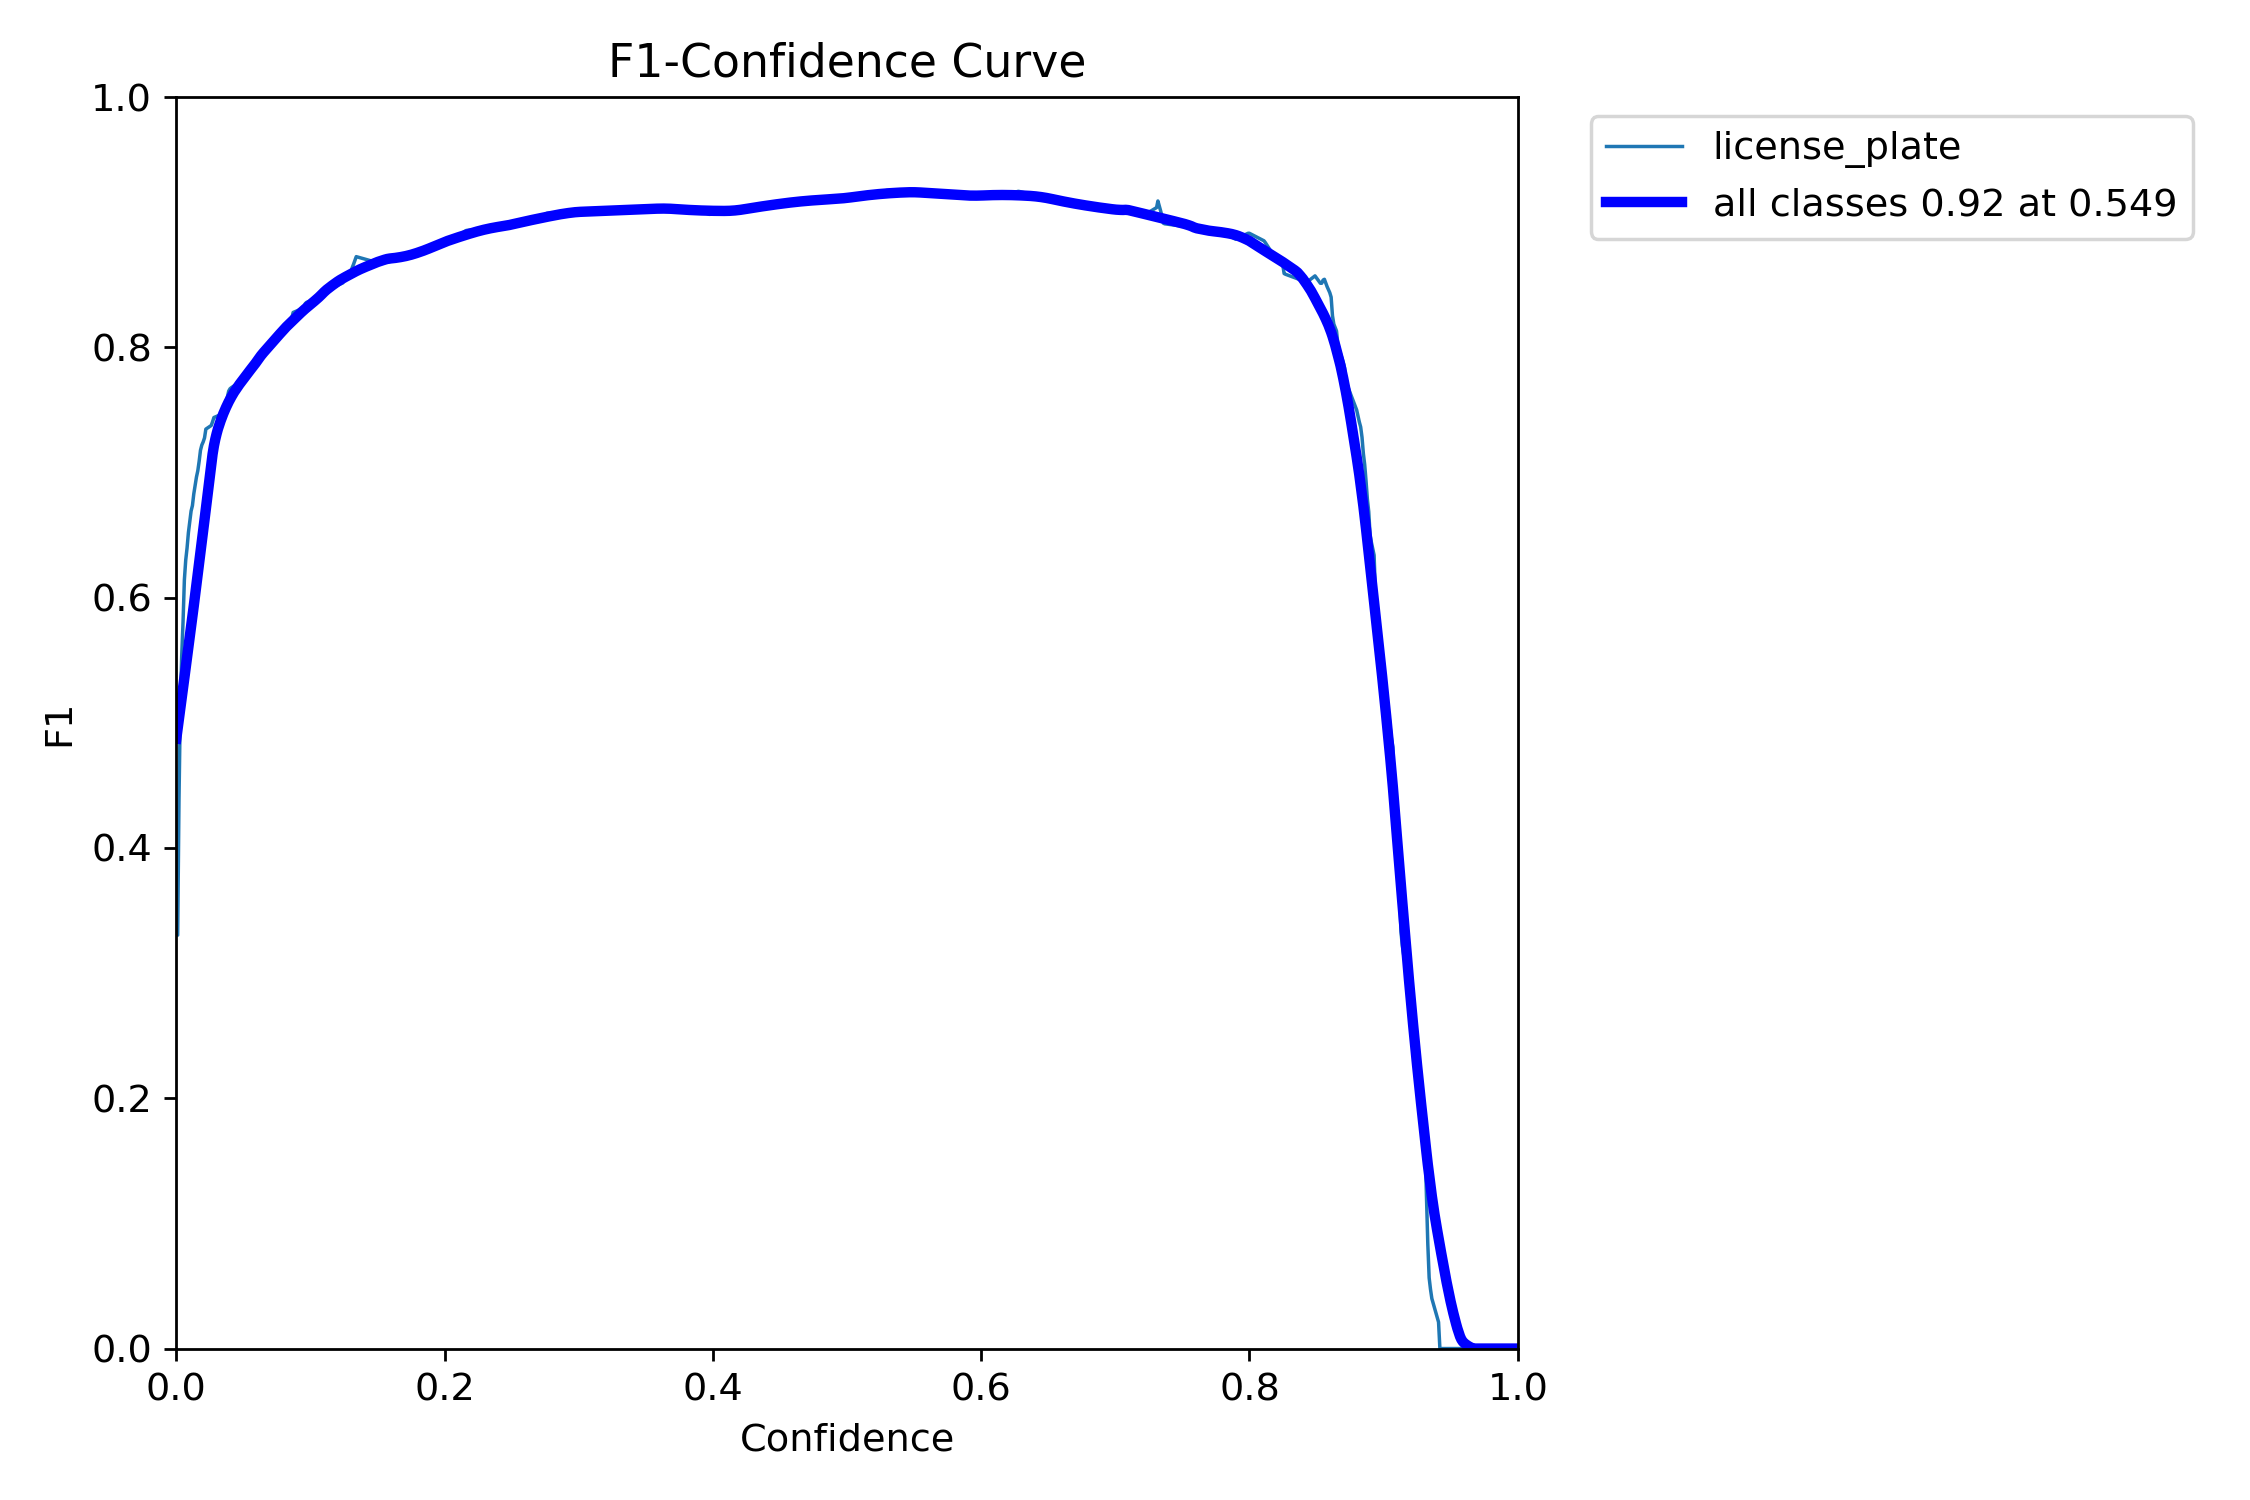 F1-Confidence Curve
1.0
0.8
0.6
0.4
0.2
0.0
F1
0.0 0.2 0.4 0.6 0.8 1.0
Confidence
license_plate
all classes 0.92 at 0.549